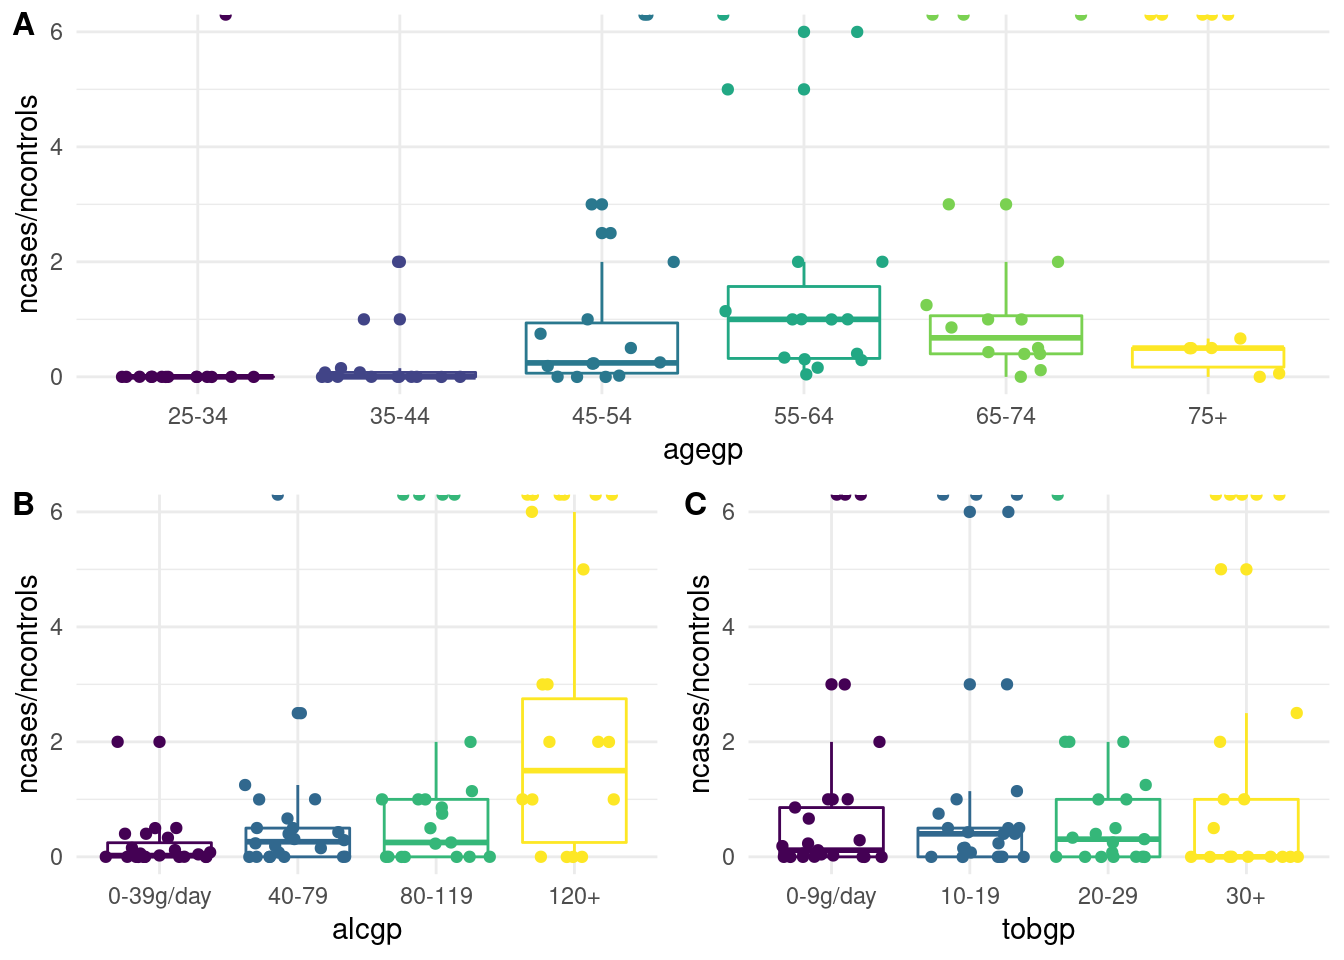 A
ncases/ncontrols
6
4
2
0
25-34 35-44 45-54 55-64 65-74 75+
agegp
B
ncases/ncontrols
6
4
2
0
0-39g/day 40-79 80-119 120+
alcgp
C
ncases/ncontrols
6
4
2
0
0-9g/day 10-19 20-29 30+
tobgp